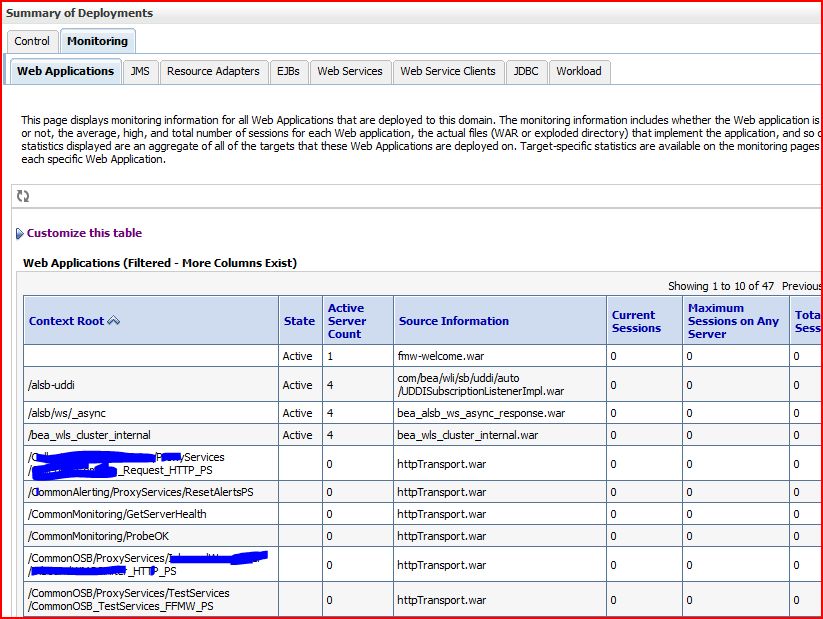 Summary of Deployments
Control Monitoring
Web Applications JMS Resource Adapters EJBs Web Services Web Service Clients JDBC Workload
This page displays monitoring information for all Web Applications that are deployed to this domain. The monitoring information includes whether the Web application is
or not, the average, high, and total number of sessions for each Web application, the actual files (WAR or exploded directory) that implement the application, and so
statistics displayed are an aggregate of all of the targets that these Web Applications are deployed on. Target-specific statistics are available on the monitoring pages
each specific Web Application.
Customize this table
Web Applications (Filtered - More Columns Exist)
Showing 1 to 10 of 47 Previous
Context Root State Active Server Count Source Information Current Sessions Maximum Sessions on Any Server
Active 1 fmw-welcome.war 0 0 0
/alsb-uddi Active 4 com/bea/wli/sb/uddi/auto
/UDDISubscriptionListenerImpl.war 0 0 0
/alsb/ws/_async Active 4 bea_alsb_ws_async_response.war 0 0 0
/bea_wls_cluster_internal Active 4 bea_wls_cluster_internal.war 0 0 0
_Request_HTTP_PS 0 httpTransport.war 0 0 0
/CommonAlerting/ProxyServices/ResetAlertsPS 0 httpTransport.war 0 0 0
/CommonMonitoring/GetServerHealth 0 httpTransport.war 0 0 0
/CommonMonitoring/ProbeOK 0 httpTransport.war 0 0 0
/CommonOSB/ProxyServices/
_HTTP_PS 0 httpTransport.war 0 0 0
/CommonOSB/ProxyServices/TestServices
/CommonOSB_TestServices_FFMW_PS 0 httpTransport.war 0 0 0